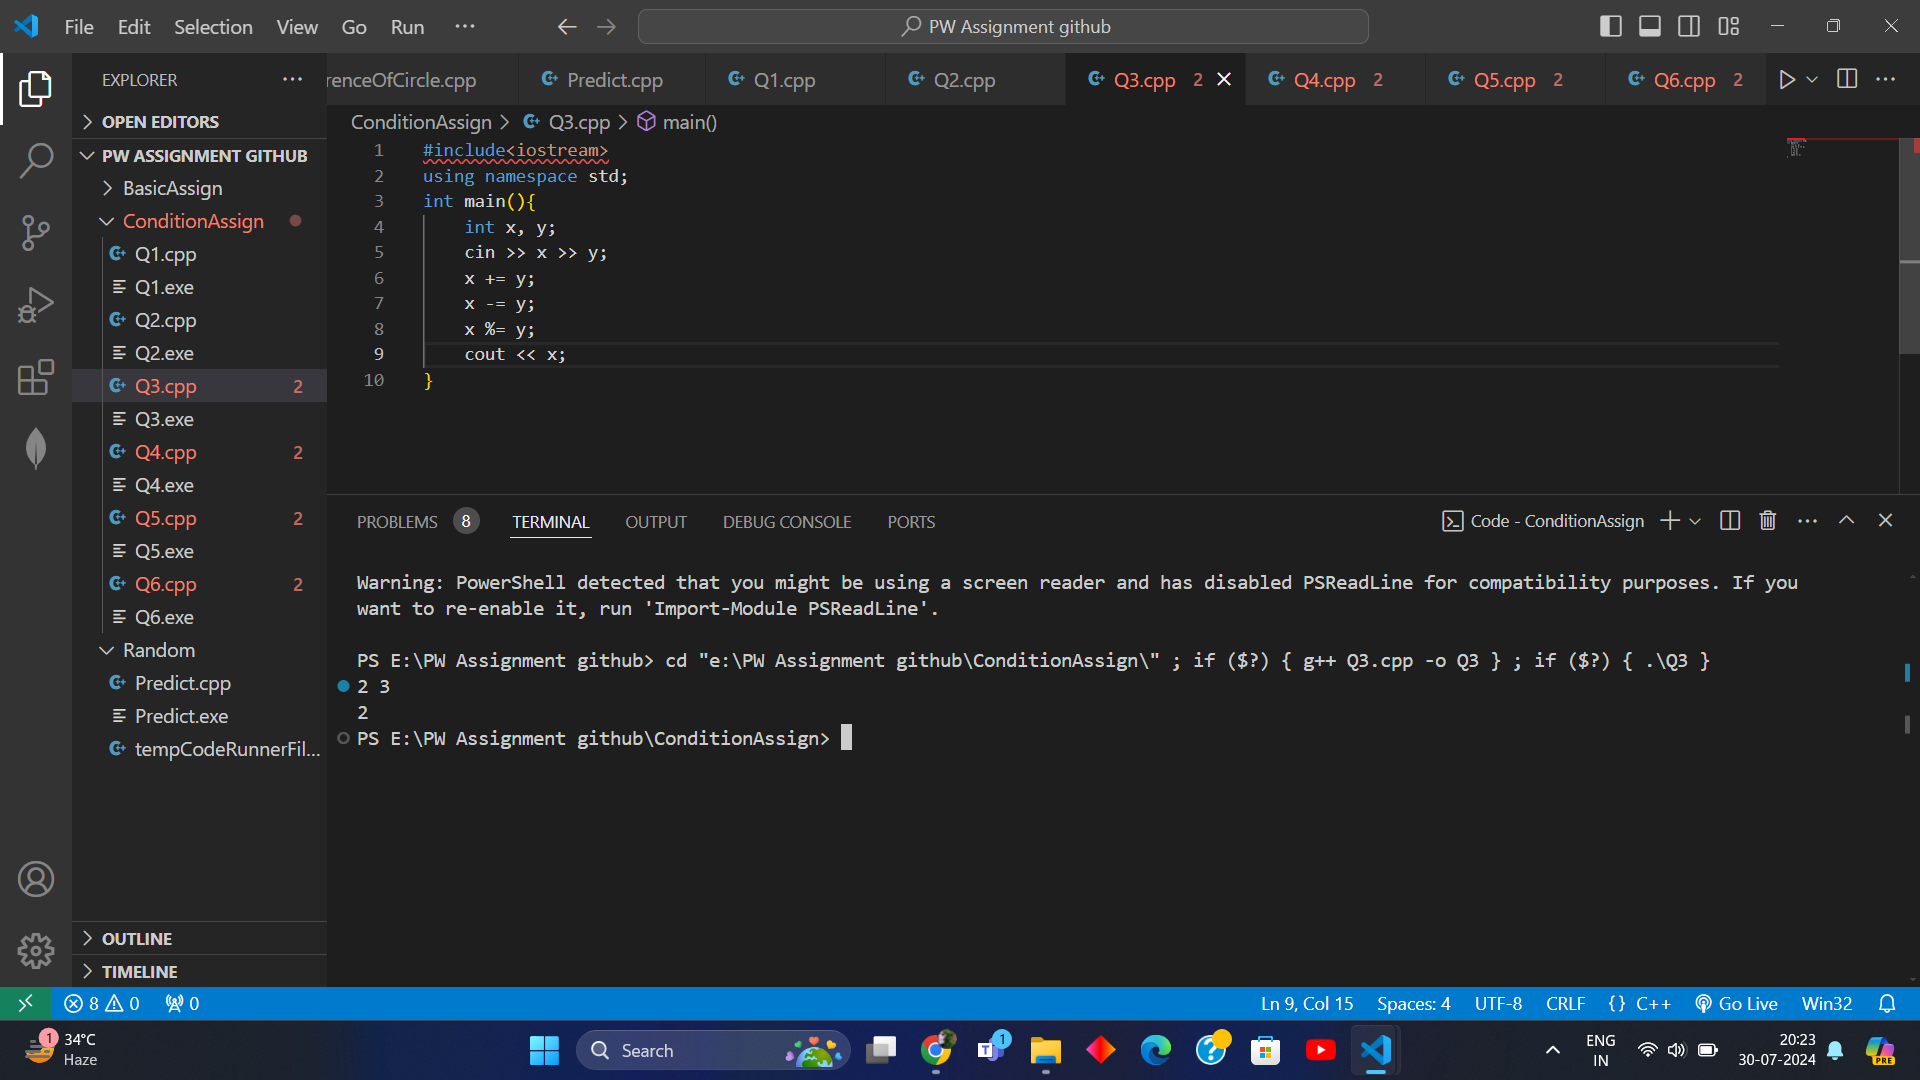 File Edit Selection View Go Run ··· PW Assignment github
EXPLORER ···
renceOfCircle.cpp Predict.cpp Q1.cpp Q2.cpp Q3.cpp 2 Q4.cpp 2 Q5.cpp 2 Q6.cpp 2 ···
OPEN EDITORS
PW ASSIGNMENT GITHUB
BasicAssign
ConditionAssign
Q1.cpp
Q1.exe
Q2.cpp
Q2.exe
Q3.cpp 2
Q3.exe
Q4.cpp 2
Q4.exe
Q5.cpp 2
Q5.exe
Q6.cpp 2
Q6.exe
Random
Predict.cpp
Predict.exe
tempCodeRunnerFil...
OUTLINE
TIMELINE
ConditionAssign > Q3.cpp > main()
1 #include<iostream>
2 using namespace std;
3 int main(){
4 int x, y;
5 cin >> x >> y;
6 x += y;
7 x -= y;
8 x %= y;
9 cout << x;
10 }
PROBLEMS 8 TERMINAL OUTPUT DEBUG CONSOLE PORTS Code - ConditionAssign ···
Warning: PowerShell detected that you might be using a screen reader and has disabled PSReadLine for compatibility purposes. If you
want to re-enable it, run 'Import-Module PSReadLine'.
PS E:\PW Assignment github> cd "e:\PW Assignment github\ConditionAssign\" ; if ($?) { g++ Q3.cpp -o Q3 } ; if ($?) { .\Q3 }
2 3
2
PS E:\PW Assignment github\ConditionAssign>
8 0 0 Ln 9, Col 15 Spaces: 4 UTF-8 CRLF {} C++ Go Live Win32
1 34°C
Haze
Search
1
ENG
IN
20:23
30-07-2024
PRE